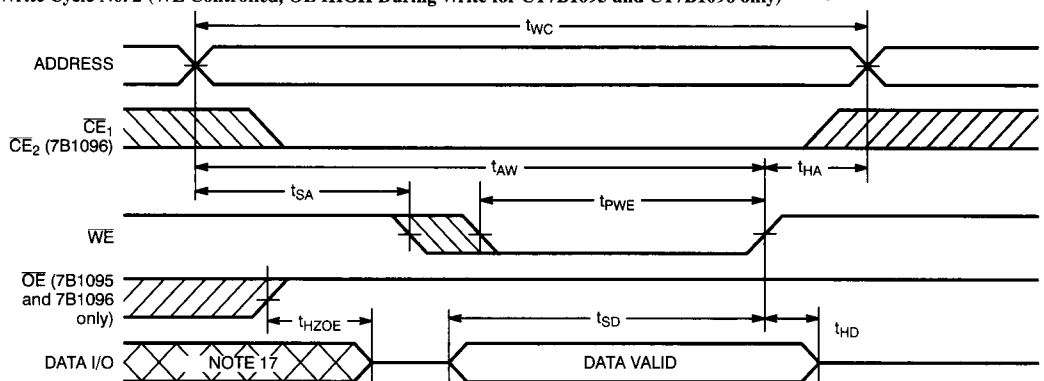 Write Cycle No. 2 (WE Controlled, OE HIGH During Write for CY7B1095 and CY7B1096 only)
tWC
ADDRESS
CE1
CE2 (7B1096)
tAW
tHA
tSA
tPWE
WE
OE (7B1095
and 7B1096
only)
tHZOE
tSD
tHD
DATA I/O
NOTE 17
DATA VALID